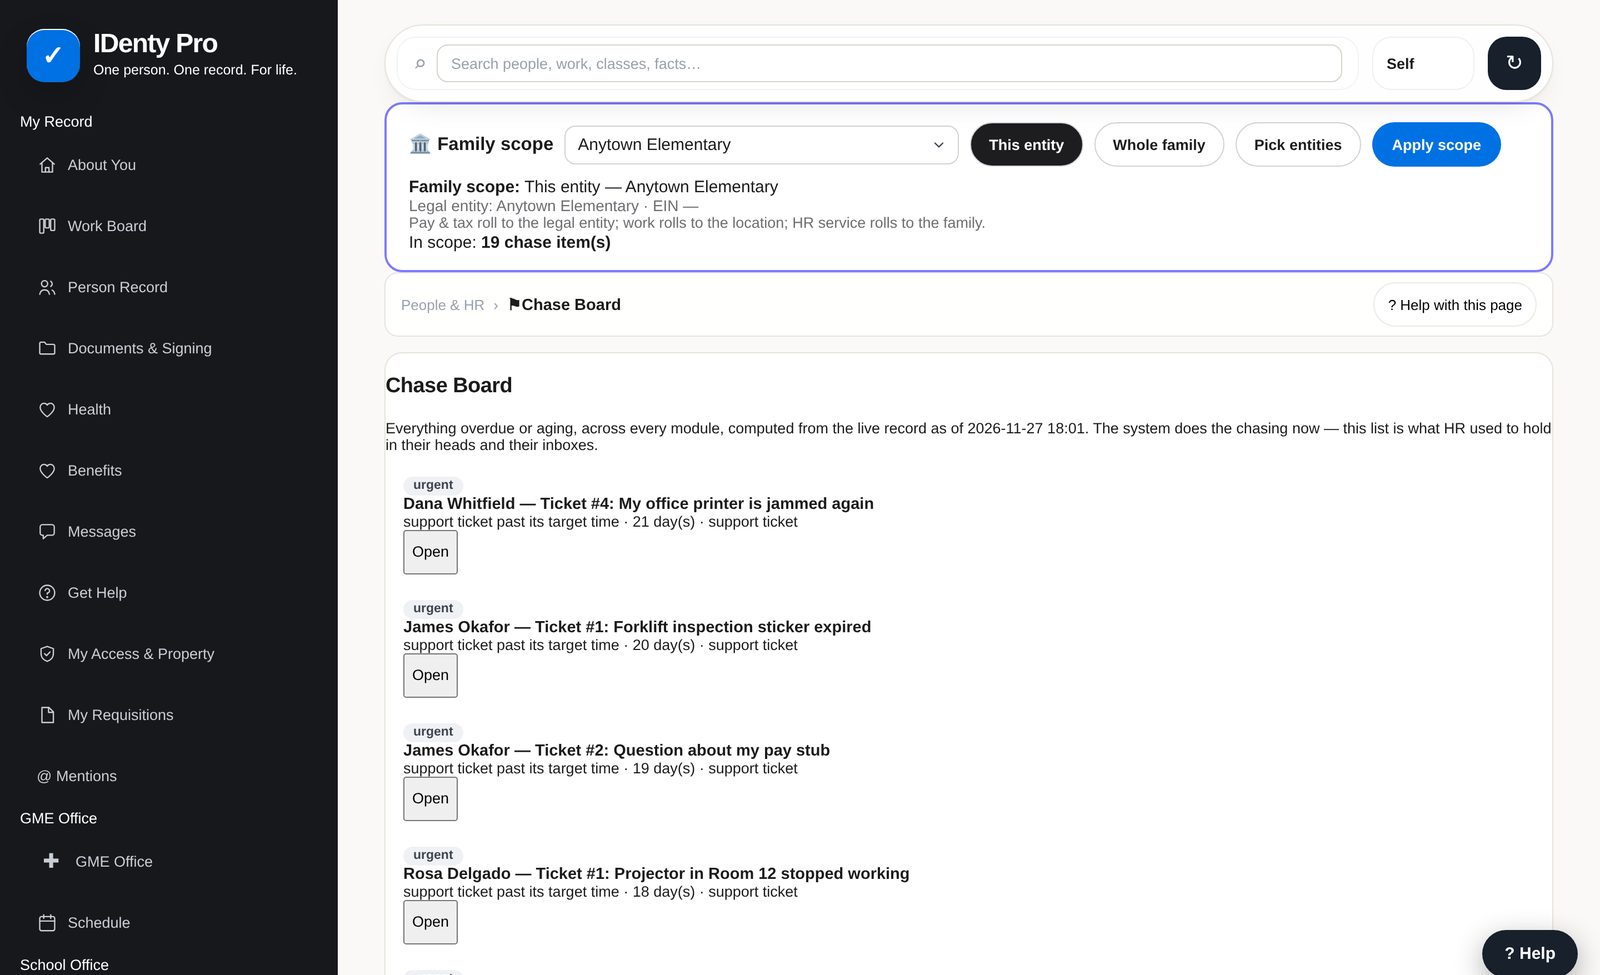 IDenty Pro
One person. One record. For life.
My Record
About You
Work Board
Person Record
Documents & Signing
Health
Benefits
Messages
Get Help
My Access & Property
My Requisitions
@ Mentions
GME Office
GME Office
Schedule
School Office
Search people, work, classes, facts…
Self
Family scope
Anytown Elementary
This entity
Whole family
Pick entities
Apply scope
Family scope: This entity — Anytown Elementary
Legal entity: Anytown Elementary · EIN —
Pay & tax roll to the legal entity; work rolls to the location; HR service rolls to the family.
In scope: 19 chase item(s)
People & HR › Chase Board
? Help with this page
Chase Board
Everything overdue or aging, across every module, computed from the live record as of 2026-11-27 18:01. The system does the chasing now — this list is what HR used to hold
in their heads and their inboxes.
urgent
Dana Whitfield — Ticket #4: My office printer is jammed again
support ticket past its target time · 21 day(s) · support ticket
Open
urgent
James Okafor — Ticket #1: Forklift inspection sticker expired
support ticket past its target time · 20 day(s) · support ticket
Open
urgent
James Okafor — Ticket #2: Question about my pay stub
support ticket past its target time · 19 day(s) · support ticket
Open
urgent
Rosa Delgado — Ticket #1: Projector in Room 12 stopped working
support ticket past its target time · 18 day(s) · support ticket
Open
? Help